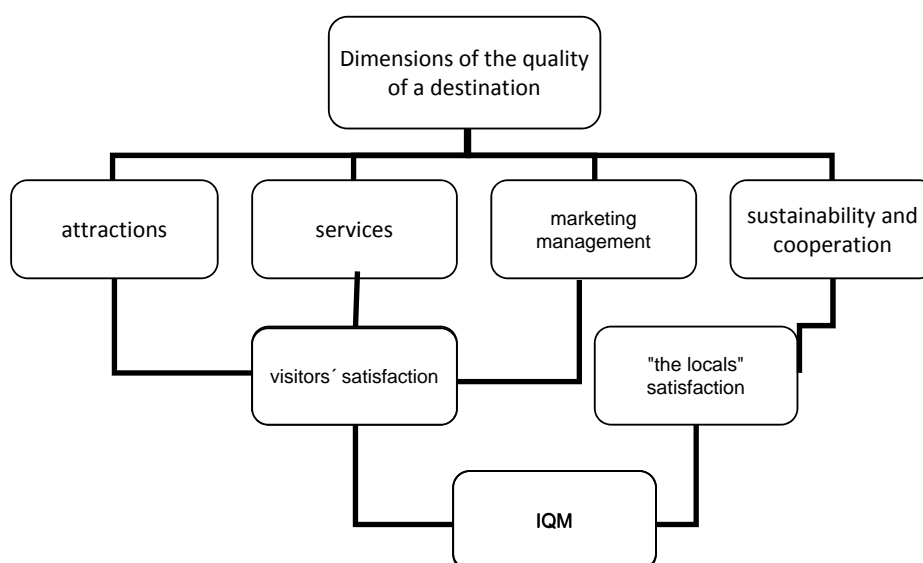 Dimensions of the quality
of a destination
attractions
services
marketing
management
sustainability and
cooperation
visitors´ satisfaction
"the locals"
satisfaction
IQM